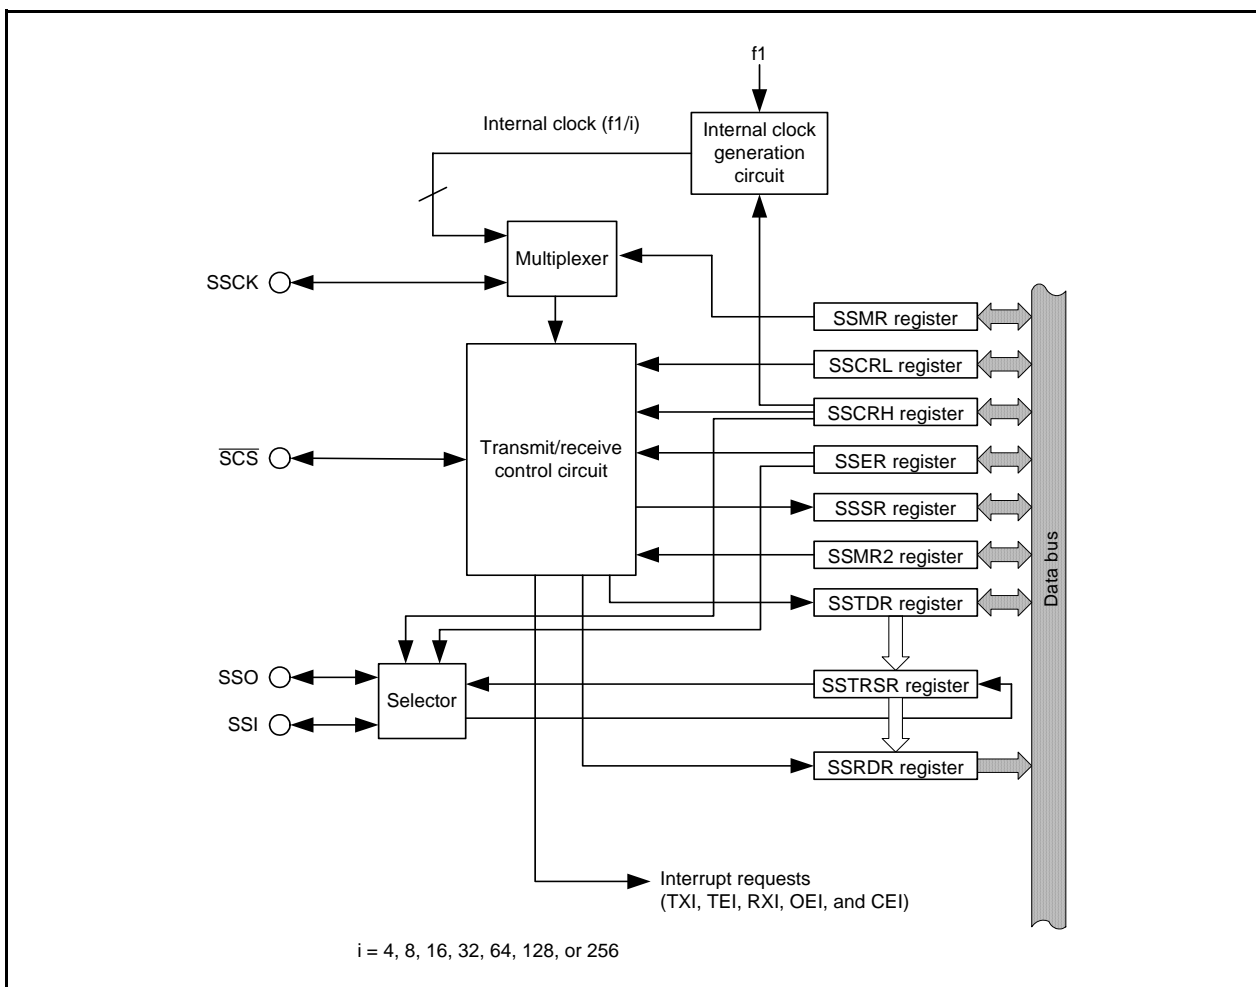 f1
Internal clock (f1/i)
Internal clock
generation
circuit
Multiplexer
SSCK
SSMR register
SSCRL register
SSCRH register
Transmit/receive
control circuit
SCS
SSER register
SSSR register
SSMR2 register
SSTDR register
Data bus
SSO
SSTRSR register
Selector
SSI
SSRDR register
Interrupt requests
(TXI, TEI, RXI, OEI, and CEI)
i = 4, 8, 16, 32, 64, 128, or 256